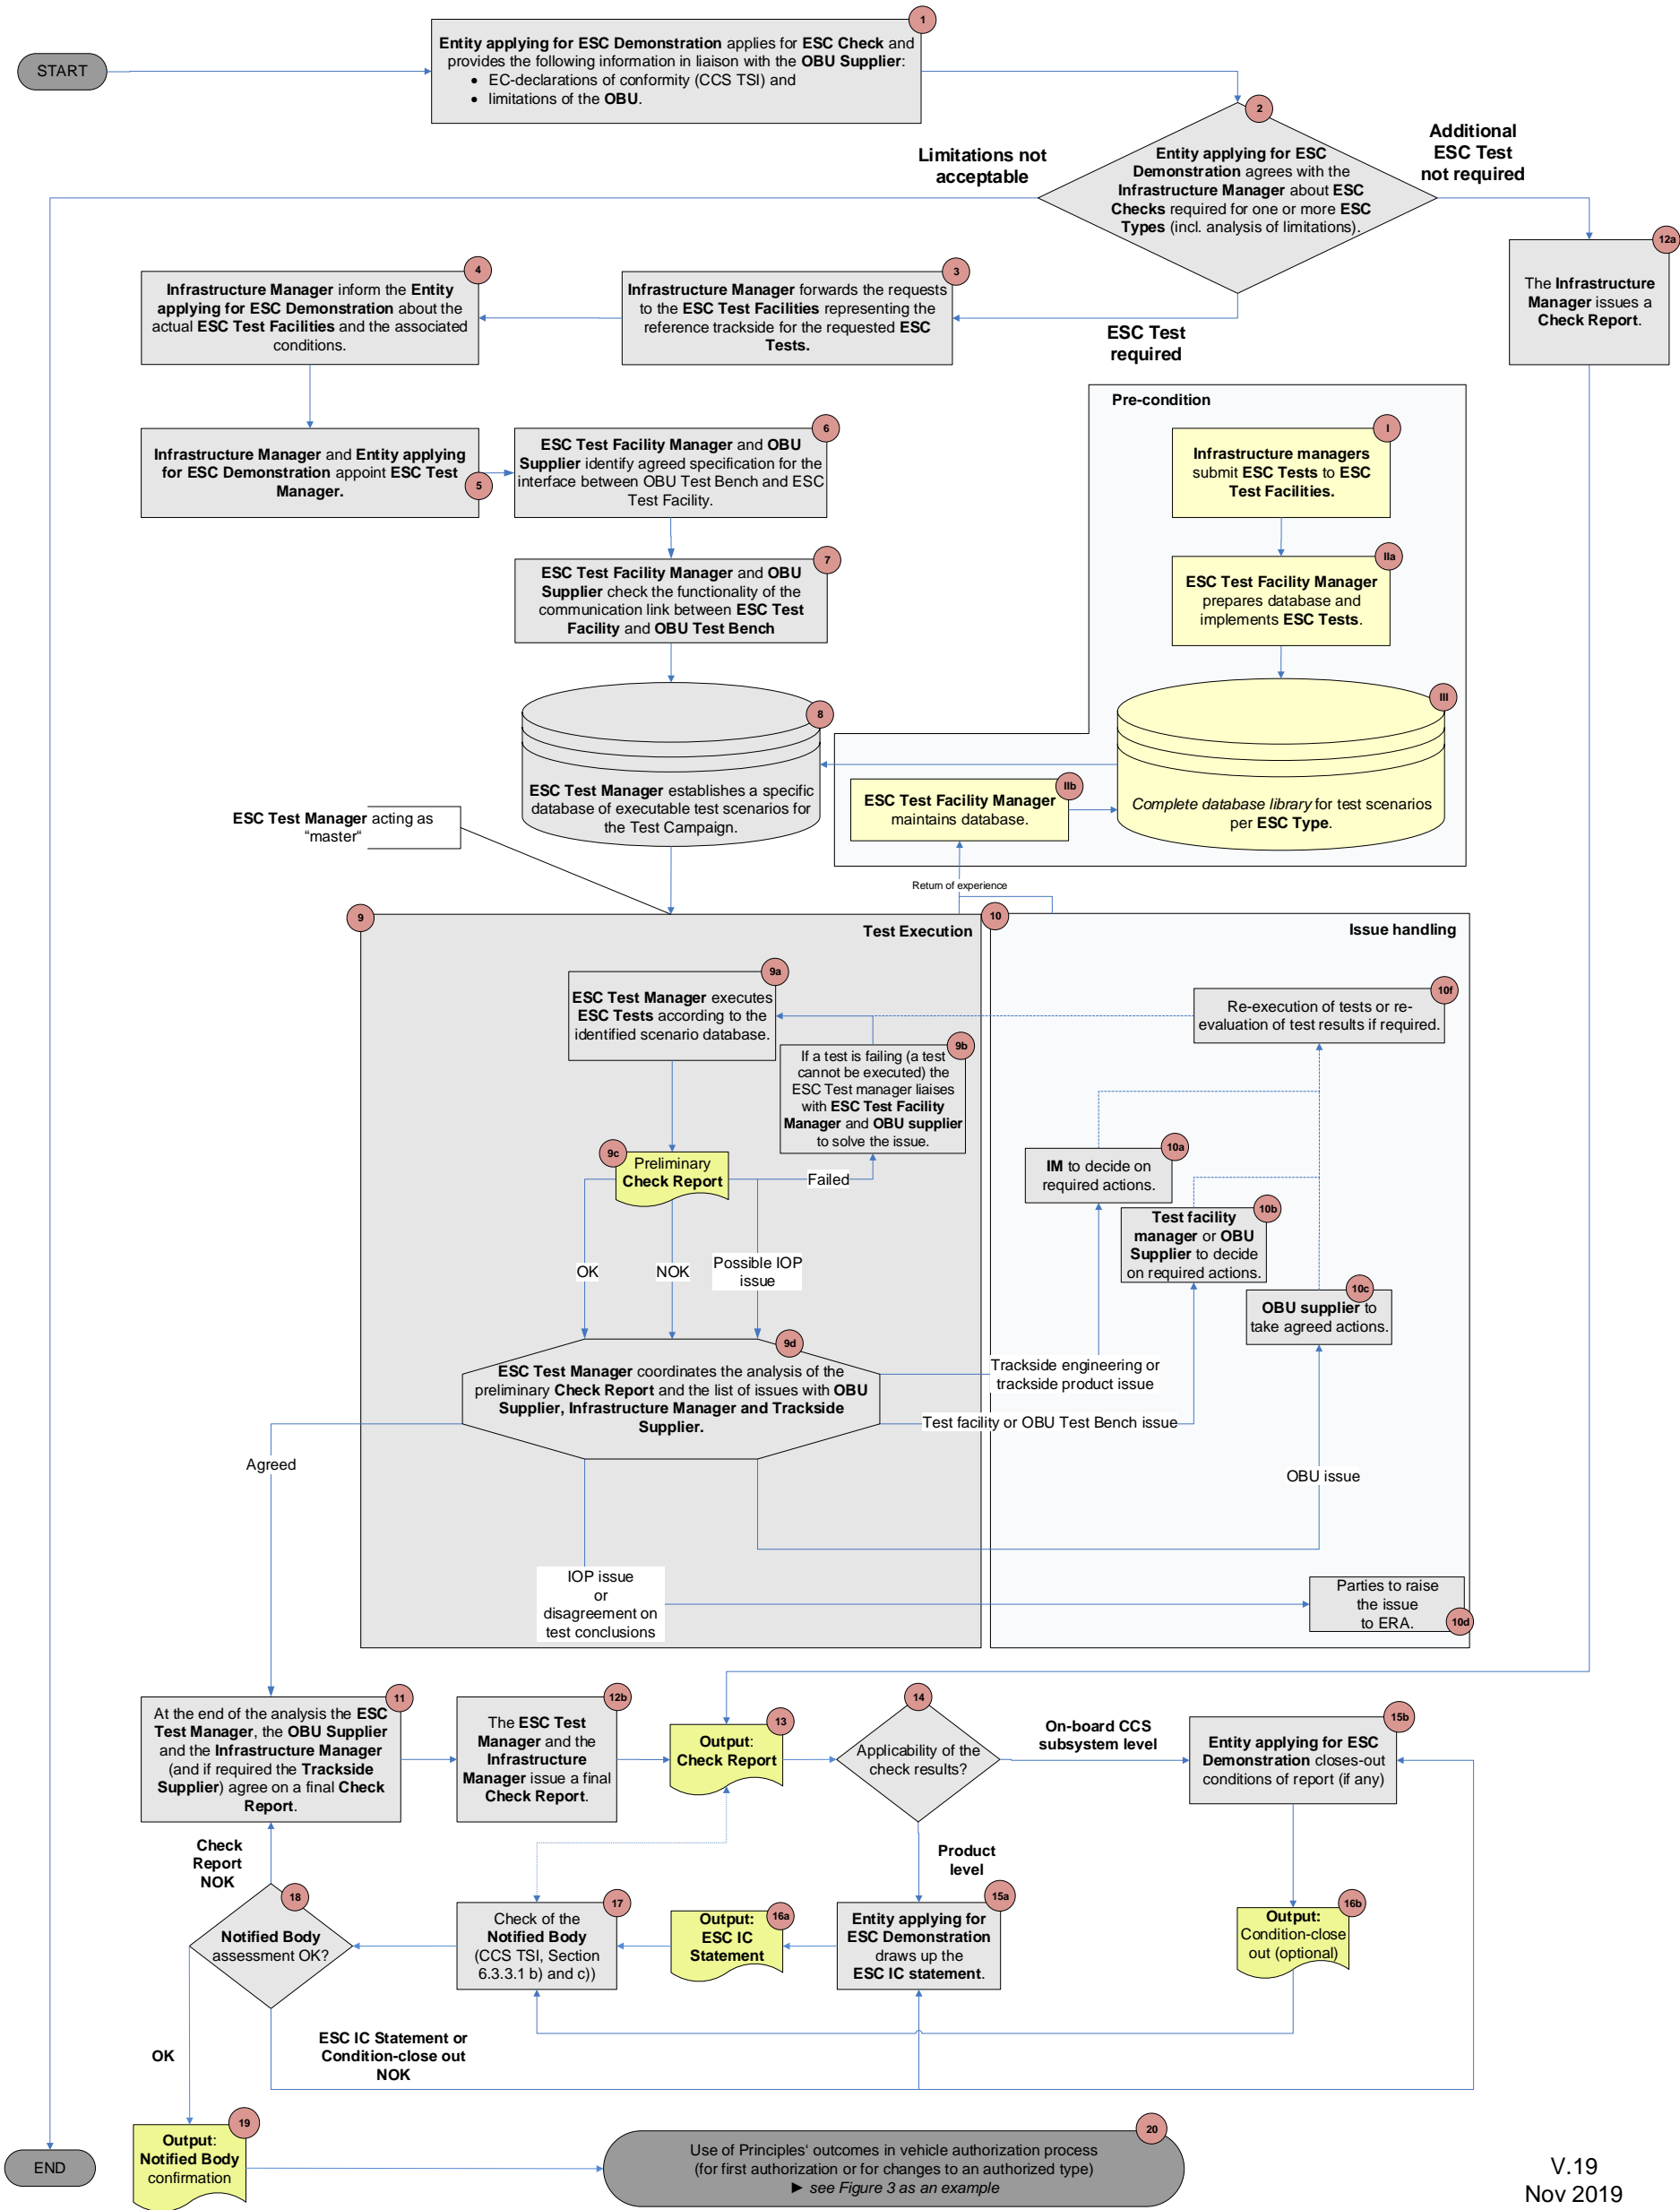 START
1
Entity applying for ESC Demonstration applies for ESC Check and
provides the following information in liaison with the OBU Supplier:
• EC-declarations of conformity (CCS TSI) and
• limitations of the OBU.
2
Entity applying for ESC
Demonstration agrees with the
Infrastructure Manager about ESC
Checks required for one or more ESC
Types (incl. analysis of limitations).
Limitations not
acceptable
Additional
ESC Test
not required
12a
The Infrastructure
Manager issues a
Check Report.
ESC Test
required
3
Infrastructure Manager forwards the requests
to the ESC Test Facilities representing the
reference trackside for the requested ESC
Tests.
4
Infrastructure Manager inform the Entity
applying for ESC Demonstration about the
actual ESC Test Facilities and the associated
conditions.
Infrastructure Manager and Entity applying
for ESC Demonstration appoint ESC Test
Manager.
5
6
ESC Test Facility Manager and OBU
Supplier identify agreed specification for the
interface between OBU Test Bench and ESC
Test Facility.
7
ESC Test Facility Manager and OBU
Supplier check the functionality of the
communication link between ESC Test
Facility and OBU Test Bench
8
ESC Test Manager establishes a specific
database of executable test scenarios for
the Test Campaign.
Pre-condition
I
Infrastructure managers
submit ESC Tests to ESC
Test Facilities.
IIa
ESC Test Facility Manager
prepares database and
implements ESC Tests.
III
Complete database library for test scenarios
per ESC Type.
IIb
ESC Test Facility Manager
maintains database.
ESC Test Manager acting as
“master“
Return of experience
9
Test Execution
9a
ESC Test Manager executes
ESC Tests according to the
identified scenario database.
9b
If a test is failing (a test
cannot be executed) the
ESC Test manager liaises
with ESC Test Facility
Manager and OBU supplier
to solve the issue.
9c
Preliminary
Check Report
Failed
OK
NOK
Possible IOP
issue
9d
ESC Test Manager coordinates the analysis of the
preliminary Check Report and the list of issues with OBU
Supplier, Infrastructure Manager and Trackside
Supplier.
Agreed
IOP issue
or
disagreement on
test conclusions
10
Issue handling
10f
Re-execution of tests or re-
evaluation of test results if required.
10a
IM to decide on
required actions.
10b
Test facility
manager or OBU
Supplier to decide
on required actions.
10c
OBU supplier to
take agreed actions.
Trackside engineering or
trackside product issue
Test facility or OBU Test Bench issue
OBU issue
Parties to raise
the issue
to ERA.
10d
11
At the end of the analysis the ESC
Test Manager, the OBU Supplier
and the Infrastructure Manager
(and if required the Trackside
Supplier) agree on a final Check
Report.
12b
The ESC Test
Manager and the
Infrastructure
Manager issue a final
Check Report.
13
Output:
Check Report
14
Applicability of the
check results?
On-board CCS
subsystem level
15b
Entity applying for ESC
Demonstration closes-out
conditions of report (if any)
Product
level
15a
Entity applying for
ESC Demonstration
draws up the
ESC IC statement.
16a
Output:
ESC IC
Statement
16b
Output:
Condition-close
out (optional)
17
Check of the
Notified Body
(CCS TSI, Section
6.3.3.1 b) and c))
Check
Report
NOK
18
Notified Body
assessment OK?
ESC IC Statement or
Condition-close out
NOK
OK
19
Output:
Notified Body
confirmation
20
Use of Principles‘ outcomes in vehicle authorization process
(for first authorization or for changes to an authorized type)
► see Figure 3 as an example
END
V.19
Nov 2019